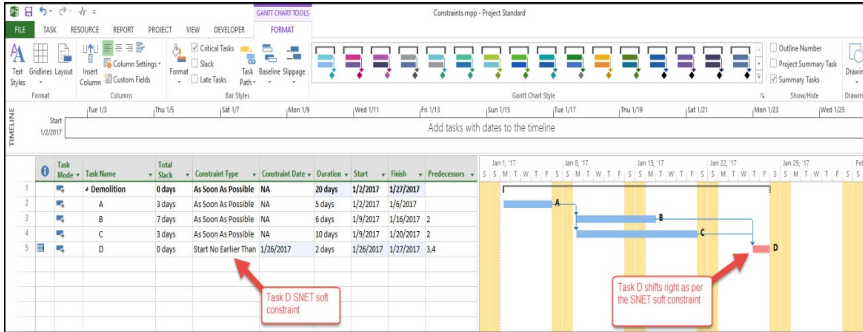 GANTT CHART TOOLS
Constraints.mpp - Project Standard
FILE TASK RESOURCE REPORT PROJECT VIEW DEVELOPER FORMAT
Text Styles
Gridlines
Layout
Format
Insert Column
Column Settings
Custom Fields
Columns
Format
Critical Tasks
Slack
Late Tasks
Task Path
Baseline
Slippage
Bar Styles
Gantt Chart Style
Outline Number
Project Summary Task
Summary Tasks
Show/Hide
Drawin
Drawin
TIMELINE
Start
1/2/2017
Tue 1/3 Thu 1/5 Sat 1/7 Mon 1/9 Wed 1/11 Fri 1/13 Sun 1/15 Tue 1/17 Thu 1/19 Sat 1/21 Mon 1/23 Wed 1/25
Add tasks with dates to the timeline
Task Mode Task Name Total Slack Constraint Type Constraint Date Duration Start Finish Predecessors
Jan 1, '17 Jan 8, '17 Jan 15, '17 Jan 22, '17 Jan 29, '17 Feb
S S M T W T F S S M T W T F S S M T W T F S S M T W T F S S M T W T F S S
1 Demolition 0 days As Soon As Possible NA 20 days 1/2/2017 1/27/2017
2 A 3 days As Soon As Possible NA 5 days 1/2/2017 1/6/2017 A
3 B 7 days As Soon As Possible NA 6 days 1/9/2017 1/16/2017 2 B
4 C 3 days As Soon As Possible NA 10 days 1/9/2017 1/20/2017 2 C
5 D 0 days Start No Earlier Than 1/26/2017 2 days 1/26/2017 1/27/2017 3,4 D
Task D SNET soft
constraint
Task D shifts right as per
the SNET soft constraint